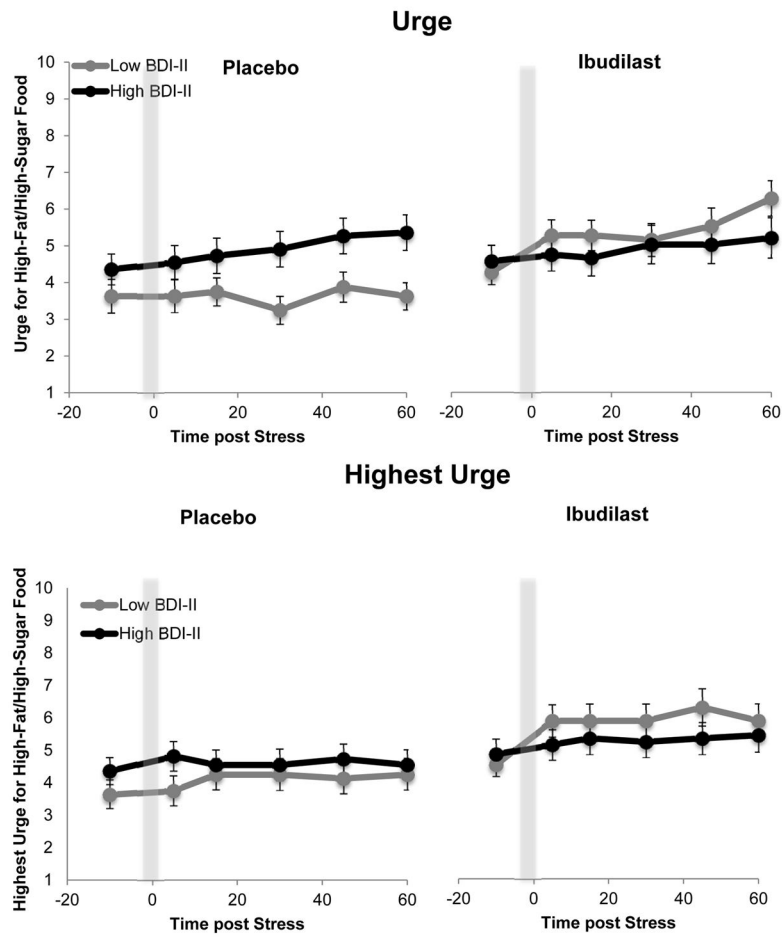 Urge
Placebo
Ibudilast
Low BDI-II
High BDI-II
Urge for High-Fat/High-Sugar Food
10
9
8
7
6
5
4
3
2
1
-20 0 20 40 60
-20 0 20 40 60
Time post Stress
Time post Stress
Highest Urge
Placebo
Ibudilast
Low BDI-II
High BDI-II
Highest Urge for High-Fat/High-Sugar Food
10
9
8
7
6
5
4
3
2
1
-20 0 20 40 60
-20 0 20 40 60
Time post Stress
Time post Stress